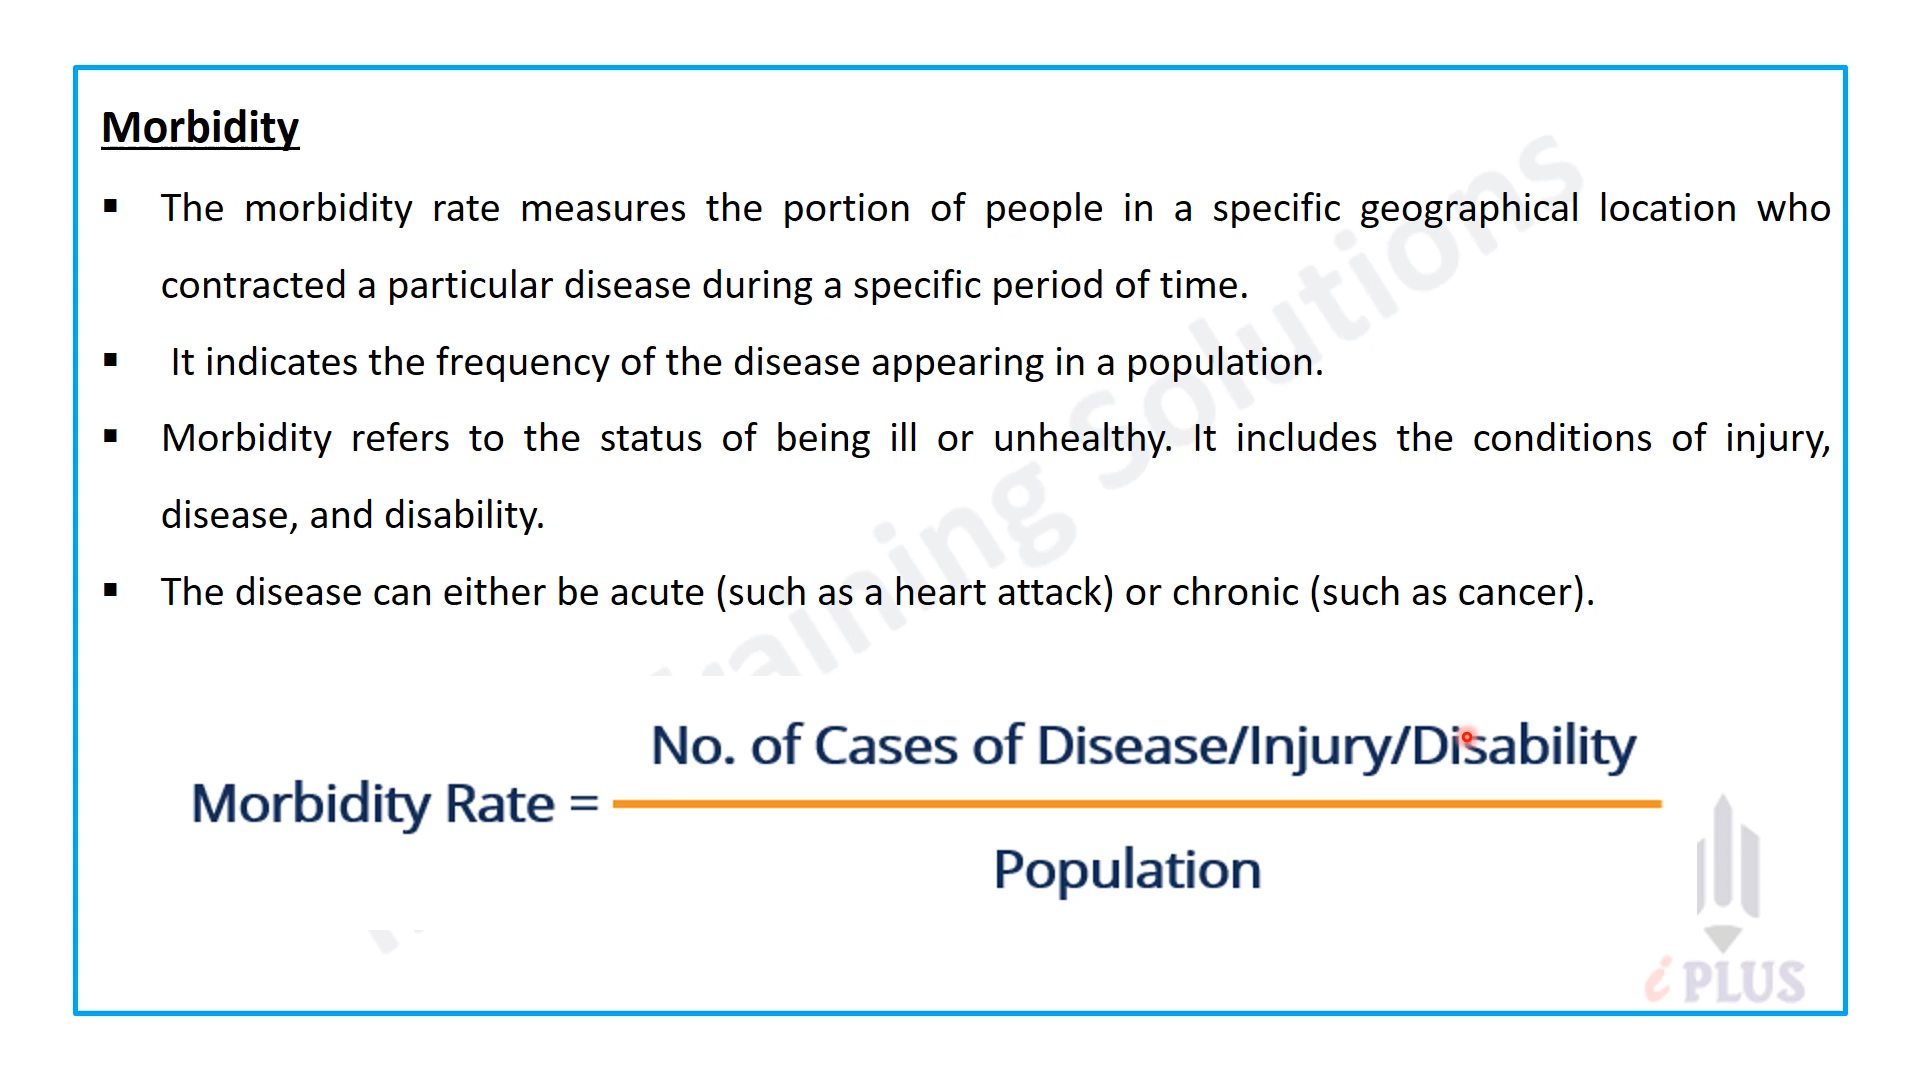 Morbidity
▪ The morbidity rate measures the portion of people in a specific geographical location who
contracted a particular disease during a specific period of time.
▪ It indicates the frequency of the disease appearing in a population.
▪ Morbidity refers to the status of being ill or unhealthy. It includes the conditions of injury,
disease, and disability.
▪ The disease can either be acute (such as a heart attack) or chronic (such as cancer).
No. of Cases of Disease/Injury/Disability
Morbidity Rate =
Population
Solutions
i PLUS